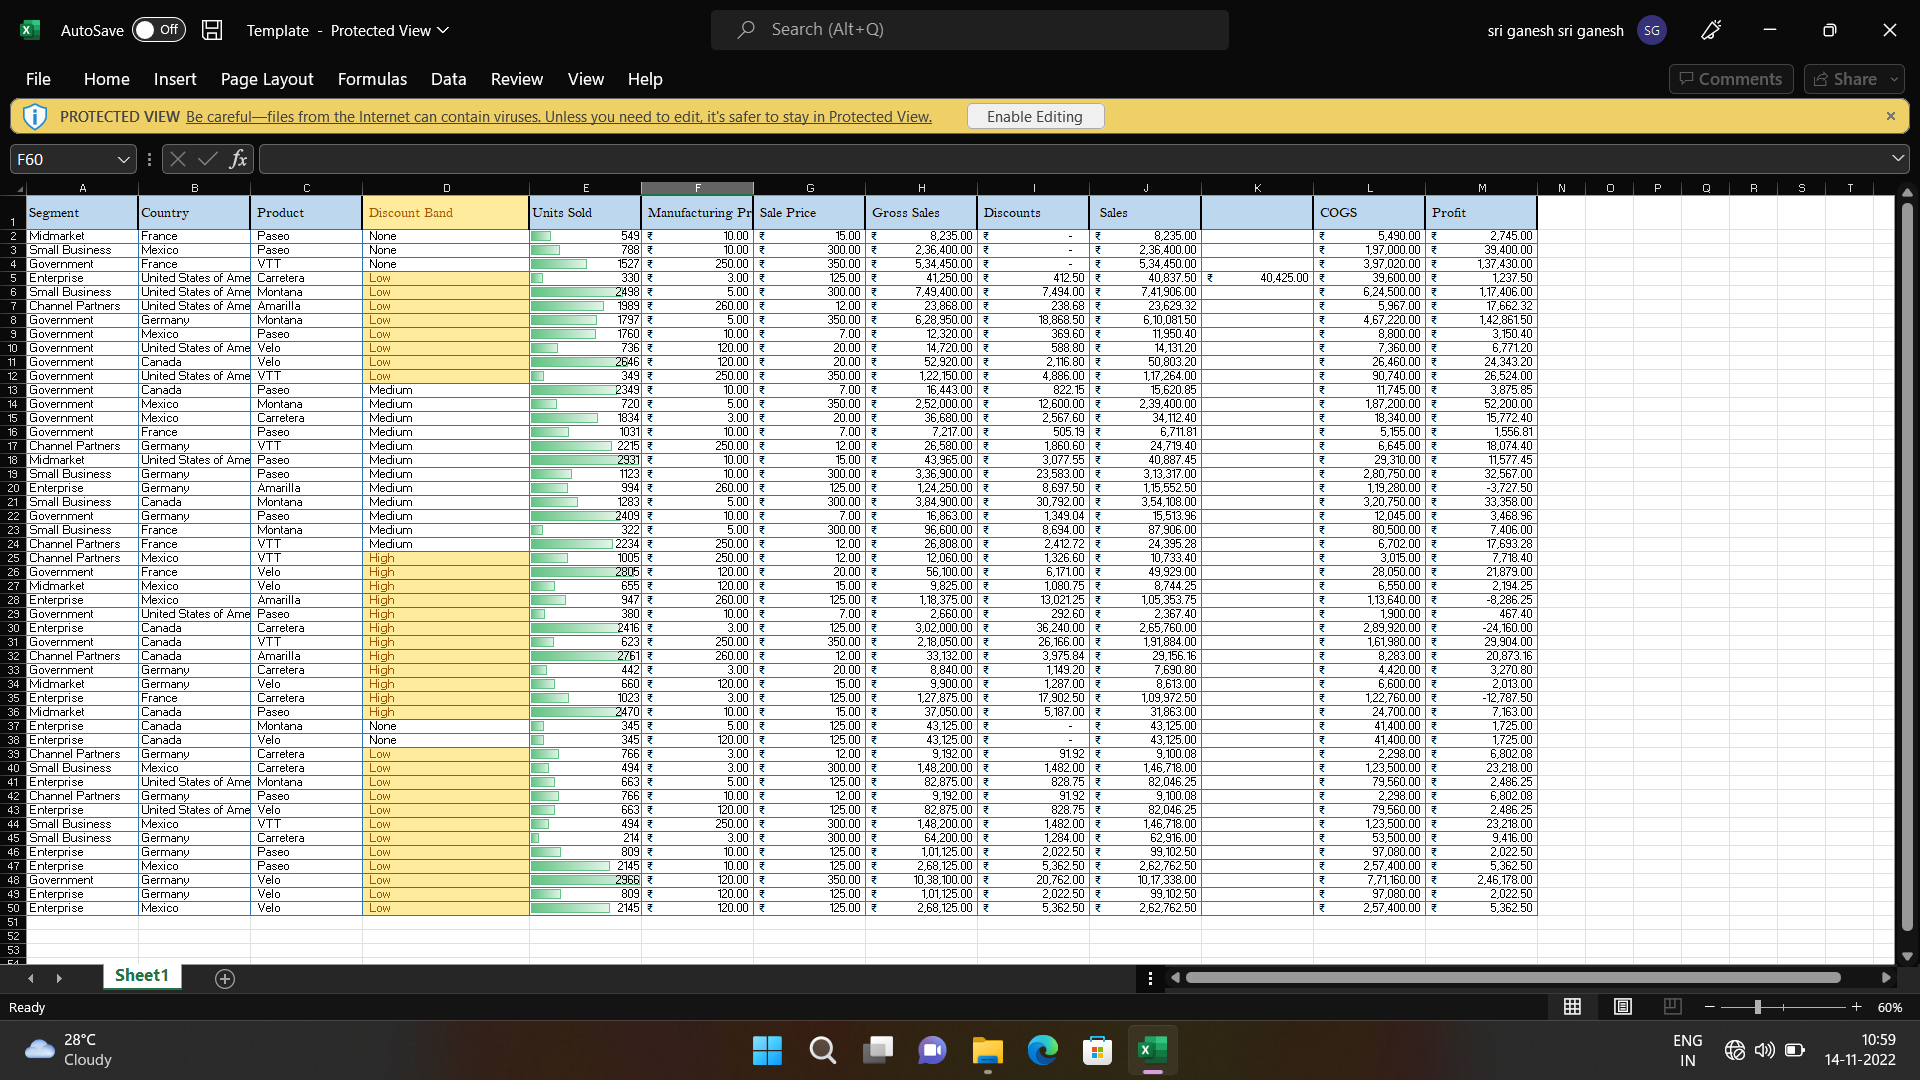 AutoSave Off Template - Protected View Search (Alt+Q) sri ganesh sri ganesh SG
File Home Insert Page Layout Formulas Data Review View Help Comments Share
PROTECTED VIEW Be careful—files from the Internet can contain viruses. Unless you need to edit, it's safer to stay in Protected View. Enable Editing
F60 fx
A B C D E F G H I J K L M N O P Q R S T
1 Segment Country Product Discount Band Units Sold Manufacturing Pr Sale Price Gross Sales Discounts Sales COGS Profit
2 Midmarket France Paseo None 549 ₹ 10.00 ₹ 15.00 ₹ 8,235.00 ₹ - ₹ 8,235.00 ₹ 5,490.00 ₹ 2,745.00
3 Small Business Mexico Paseo None 788 ₹ 10.00 ₹ 300.00 ₹ 2,36,400.00 ₹ - ₹ 2,36,400.00 ₹ 1,97,000.00 ₹ 39,400.00
4 Government France VTT None 1527 ₹ 250.00 ₹ 350.00 ₹ 5,34,450.00 ₹ - ₹ 5,34,450.00 ₹ 3,97,020.00 ₹ 1,37,430.00
5 Enterprise United States of Ame Carretera Low 330 ₹ 3.00 ₹ 125.00 ₹ 41,250.00 ₹ 412.50 ₹ 40,837.50 ₹ 40,425.00 ₹ 39,600.00 ₹ 1,237.50
6 Small Business United States of Ame Montana Low 2498 ₹ 5.00 ₹ 300.00 ₹ 7,49,400.00 ₹ 7,494.00 ₹ 7,41,906.00 ₹ 6,24,500.00 ₹ 1,17,406.00
7 Channel Partners United States of Ame Amarilla Low 1989 ₹ 260.00 ₹ 12.00 ₹ 23,868.00 ₹ 238.68 ₹ 23,629.32 ₹ 5,967.00 ₹ 17,662.32
8 Government Germany Montana Low 1797 ₹ 5.00 ₹ 350.00 ₹ 6,28,950.00 ₹ 18,868.50 ₹ 6,10,081.50 ₹ 4,67,220.00 ₹ 1,42,861.50
9 Government Mexico Paseo Low 1760 ₹ 10.00 ₹ 7.00 ₹ 12,320.00 ₹ 369.60 ₹ 11,950.40 ₹ 8,800.00 ₹ 3,150.40
10 Government United States of Ame Velo Low 736 ₹ 120.00 ₹ 20.00 ₹ 14,720.00 ₹ 588.80 ₹ 14,131.20 ₹ 7,360.00 ₹ 6,771.20
11 Government Canada Velo Low 2646 ₹ 120.00 ₹ 20.00 ₹ 52,920.00 ₹ 2,116.80 ₹ 50,803.20 ₹ 26,460.00 ₹ 24,343.20
12 Government United States of Ame VTT Low 349 ₹ 250.00 ₹ 350.00 ₹ 1,22,150.00 ₹ 4,886.00 ₹ 1,17,264.00 ₹ 90,740.00 ₹ 26,524.00
13 Government Canada Paseo Medium 2349 ₹ 10.00 ₹ 7.00 ₹ 16,443.00 ₹ 822.15 ₹ 15,620.85 ₹ 11,745.00 ₹ 3,875.85
14 Government Mexico Montana Medium 720 ₹ 5.00 ₹ 350.00 ₹ 2,52,000.00 ₹ 12,600.00 ₹ 2,39,400.00 ₹ 1,87,200.00 ₹ 52,200.00
15 Government Mexico Carretera Medium 1834 ₹ 3.00 ₹ 20.00 ₹ 36,680.00 ₹ 2,567.60 ₹ 34,112.40 ₹ 18,340.00 ₹ 15,772.40
16 Government France Paseo Medium 1031 ₹ 10.00 ₹ 7.00 ₹ 7,217.00 ₹ 505.19 ₹ 6,711.81 ₹ 5,155.00 ₹ 1,556.81
17 Channel Partners Germany VTT Medium 2215 ₹ 250.00 ₹ 12.00 ₹ 26,580.00 ₹ 1,860.60 ₹ 24,719.40 ₹ 6,645.00 ₹ 18,074.40
18 Midmarket United States of Ame Paseo Medium 2931 ₹ 10.00 ₹ 15.00 ₹ 43,965.00 ₹ 3,077.55 ₹ 40,887.45 ₹ 29,310.00 ₹ 11,577.45
19 Small Business Germany Paseo Medium 1123 ₹ 10.00 ₹ 300.00 ₹ 3,36,900.00 ₹ 23,583.00 ₹ 3,13,317.00 ₹ 2,80,750.00 ₹ 32,567.00
20 Enterprise Germany Amarilla Medium 994 ₹ 260.00 ₹ 125.00 ₹ 1,24,250.00 ₹ 8,697.50 ₹ 1,15,552.50 ₹ 1,19,280.00 ₹ -3,727.50
21 Small Business Canada Montana Medium 1283 ₹ 5.00 ₹ 300.00 ₹ 3,84,900.00 ₹ 30,792.00 ₹ 3,54,108.00 ₹ 3,20,750.00 ₹ 33,358.00
22 Government Germany Paseo Medium 2409 ₹ 10.00 ₹ 7.00 ₹ 16,863.00 ₹ 1,349.04 ₹ 15,513.96 ₹ 12,045.00 ₹ 3,468.96
23 Small Business France Montana Medium 322 ₹ 5.00 ₹ 300.00 ₹ 96,600.00 ₹ 8,694.00 ₹ 87,906.00 ₹ 80,500.00 ₹ 7,406.00
24 Channel Partners France VTT Medium 2234 ₹ 250.00 ₹ 12.00 ₹ 26,808.00 ₹ 2,412.72 ₹ 24,395.28 ₹ 6,702.00 ₹ 17,693.28
25 Channel Partners Mexico VTT High 1005 ₹ 250.00 ₹ 12.00 ₹ 12,060.00 ₹ 1,326.60 ₹ 10,733.40 ₹ 3,015.00 ₹ 7,718.40
26 Government France Velo High 2805 ₹ 120.00 ₹ 20.00 ₹ 56,100.00 ₹ 6,171.00 ₹ 49,929.00 ₹ 28,050.00 ₹ 21,879.00
27 Midmarket Mexico Velo High 655 ₹ 120.00 ₹ 15.00 ₹ 9,825.00 ₹ 1,080.75 ₹ 8,744.25 ₹ 6,550.00 ₹ 2,194.25
28 Enterprise Mexico Amarilla High 947 ₹ 260.00 ₹ 125.00 ₹ 1,18,375.00 ₹ 13,021.25 ₹ 1,05,353.75 ₹ 1,13,640.00 ₹ -8,286.25
29 Government United States of Ame Paseo High 380 ₹ 10.00 ₹ 7.00 ₹ 2,660.00 ₹ 292.60 ₹ 2,367.40 ₹ 1,900.00 ₹ 467.40
30 Enterprise Canada Carretera High 2416 ₹ 3.00 ₹ 125.00 ₹ 3,02,000.00 ₹ 36,240.00 ₹ 2,65,760.00 ₹ 2,89,920.00 ₹ -24,160.00
31 Government Canada VTT High 623 ₹ 250.00 ₹ 350.00 ₹ 2,18,050.00 ₹ 26,166.00 ₹ 1,91,884.00 ₹ 1,61,980.00 ₹ 29,904.00
32 Channel Partners Canada Amarilla High 2761 ₹ 260.00 ₹ 12.00 ₹ 33,132.00 ₹ 3,975.84 ₹ 29,156.16 ₹ 8,283.00 ₹ 20,873.16
33 Government Germany Carretera High 442 ₹ 3.00 ₹ 20.00 ₹ 8,840.00 ₹ 1,149.20 ₹ 7,690.80 ₹ 4,420.00 ₹ 3,270.80
34 Midmarket Germany Velo High 660 ₹ 120.00 ₹ 15.00 ₹ 9,900.00 ₹ 1,287.00 ₹ 8,613.00 ₹ 6,600.00 ₹ 2,013.00
35 Enterprise France Carretera High 1023 ₹ 3.00 ₹ 125.00 ₹ 1,27,875.00 ₹ 17,902.50 ₹ 1,09,972.50 ₹ 1,22,760.00 ₹ -12,787.50
36 Midmarket Canada Paseo High 2470 ₹ 10.00 ₹ 15.00 ₹ 37,050.00 ₹ 5,187.00 ₹ 31,863.00 ₹ 24,700.00 ₹ 7,163.00
37 Enterprise Canada Montana None 345 ₹ 5.00 ₹ 125.00 ₹ 43,125.00 ₹ - ₹ 43,125.00 ₹ 41,400.00 ₹ 1,725.00
38 Enterprise Canada Velo None 345 ₹ 120.00 ₹ 125.00 ₹ 43,125.00 ₹ - ₹ 43,125.00 ₹ 41,400.00 ₹ 1,725.00
39 Channel Partners Germany Carretera Low 766 ₹ 3.00 ₹ 12.00 ₹ 9,192.00 ₹ 91.92 ₹ 9,100.08 ₹ 2,298.00 ₹ 6,802.08
40 Small Business Mexico Carretera Low 494 ₹ 3.00 ₹ 300.00 ₹ 1,48,200.00 ₹ 1,482.00 ₹ 1,46,718.00 ₹ 1,23,500.00 ₹ 23,218.00
41 Enterprise United States of Ame Montana Low 663 ₹ 5.00 ₹ 125.00 ₹ 82,875.00 ₹ 828.75 ₹ 82,046.25 ₹ 79,560.00 ₹ 2,486.25
42 Channel Partners Germany Paseo Low 766 ₹ 10.00 ₹ 12.00 ₹ 9,192.00 ₹ 91.92 ₹ 9,100.08 ₹ 2,298.00 ₹ 6,802.08
43 Enterprise United States of Ame Velo Low 663 ₹ 120.00 ₹ 125.00 ₹ 82,875.00 ₹ 828.75 ₹ 82,046.25 ₹ 79,560.00 ₹ 2,486.25
44 Small Business Mexico VTT Low 494 ₹ 250.00 ₹ 300.00 ₹ 1,48,200.00 ₹ 1,482.00 ₹ 1,46,718.00 ₹ 1,23,500.00 ₹ 23,218.00
45 Small Business Germany Carretera Low 214 ₹ 3.00 ₹ 300.00 ₹ 64,200.00 ₹ 1,284.00 ₹ 62,916.00 ₹ 53,500.00 ₹ 9,416.00
46 Enterprise Germany Paseo Low 809 ₹ 10.00 ₹ 125.00 ₹ 1,01,125.00 ₹ 2,022.50 ₹ 99,102.50 ₹ 97,080.00 ₹ 2,022.50
47 Enterprise Mexico Paseo Low 2145 ₹ 10.00 ₹ 125.00 ₹ 2,68,125.00 ₹ 5,362.50 ₹ 2,62,762.50 ₹ 2,57,400.00 ₹ 5,362.50
48 Government Germany Velo Low 2966 ₹ 120.00 ₹ 350.00 ₹ 10,38,100.00 ₹ 20,762.00 ₹ 10,17,338.00 ₹ 7,71,160.00 ₹ 2,46,178.00
49 Enterprise Germany Velo Low 809 ₹ 120.00 ₹ 125.00 ₹ 1,01,125.00 ₹ 2,022.50 ₹ 99,102.50 ₹ 97,080.00 ₹ 2,022.50
50 Enterprise Mexico Velo Low 2145 ₹ 120.00 ₹ 125.00 ₹ 2,68,125.00 ₹ 5,362.50 ₹ 2,62,762.50 ₹ 2,57,400.00 ₹ 5,362.50
51
52
53
54
Sheet1
Ready 60%
28°C ENG 10:59
Cloudy IN 14-11-2022